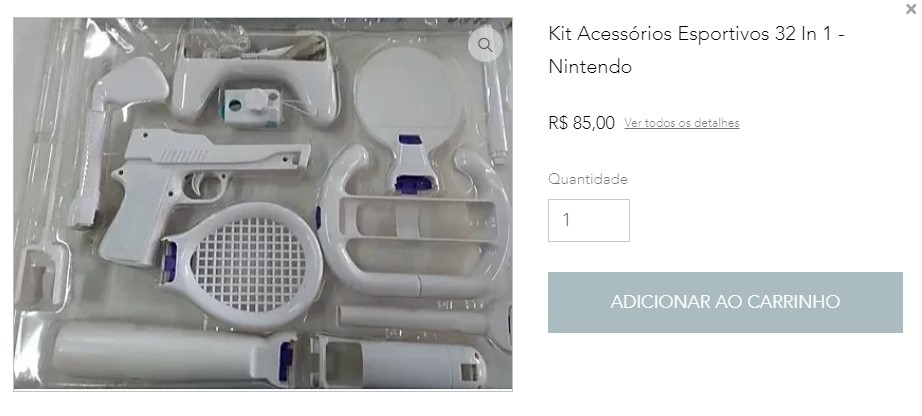 Kit Acessórios Esportivos 32 In 1 -
Nintendo
R$ 85,00 Ver todos os detalhes
Quantidade
1
ADICIONAR AO CARRINHO